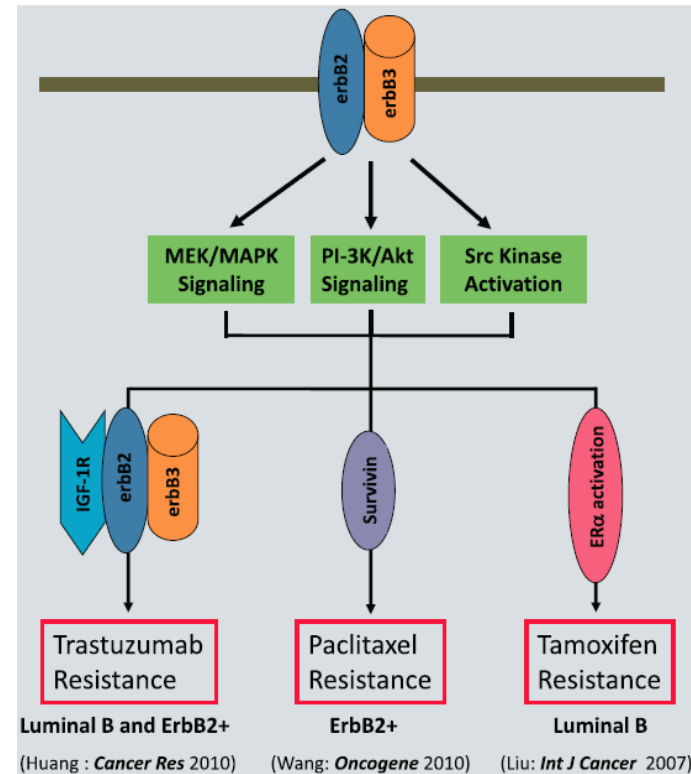 erbB2
erbB3
MEK/MAPK
Signaling
PI-3K/Akt
Signaling
Src Kinase
Activation
IGF-1R
erbB2
erbB3
Survivin
ERα activation
Trastuzumab
Resistance
Paclitaxel
Resistance
Tamoxifen
Resistance
Luminal B and ErbB2+
ErbB2+
Luminal B
(Huang : Cancer Res 2010)
(Wang: Oncogene 2010)
(Liu: Int J Cancer 2007)